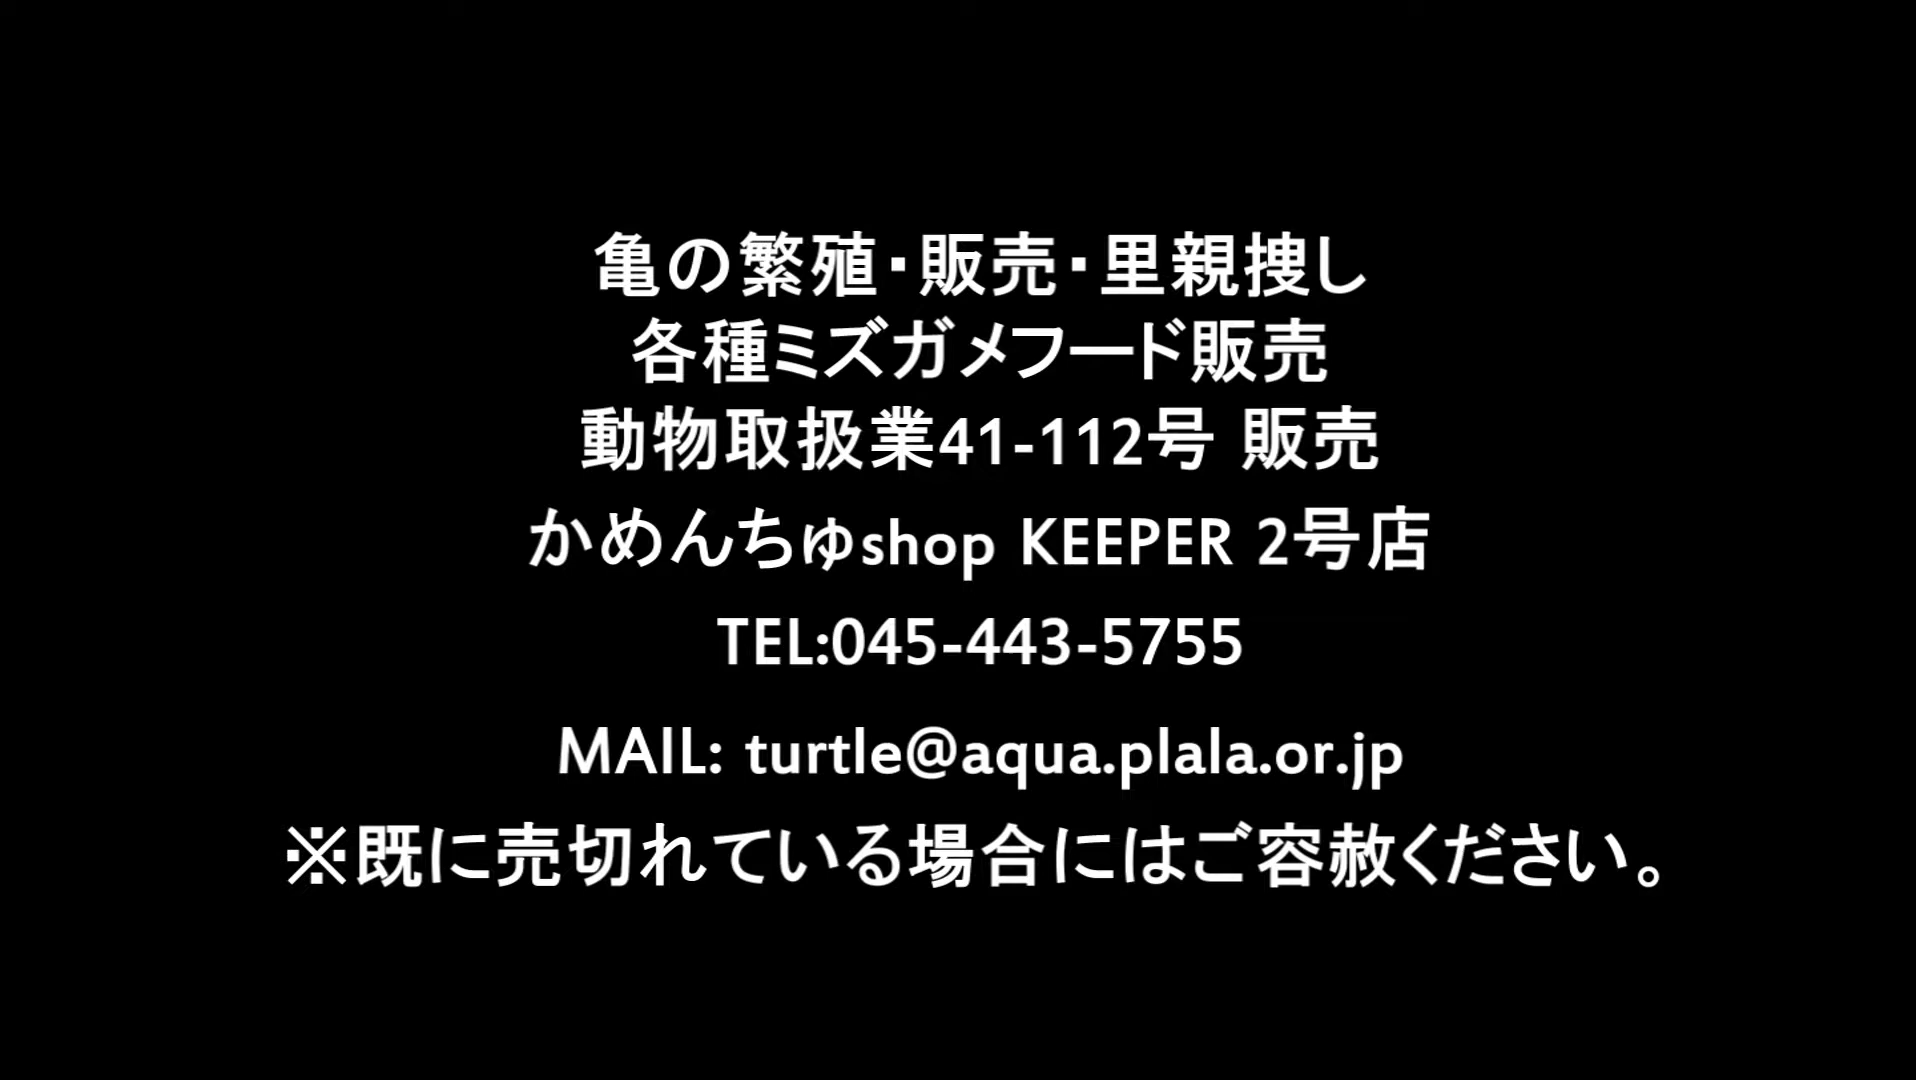 亀の繁殖・販売・里親捜し
各種ミズガメフード販売
動物取扱業41-112号 販売
かめんちゅshop KEEPER 2号店
TEL:045-443-5755
MAIL: turtle@aqua.plala.or.jp
※既に売切れている場合にはご容赦ください。